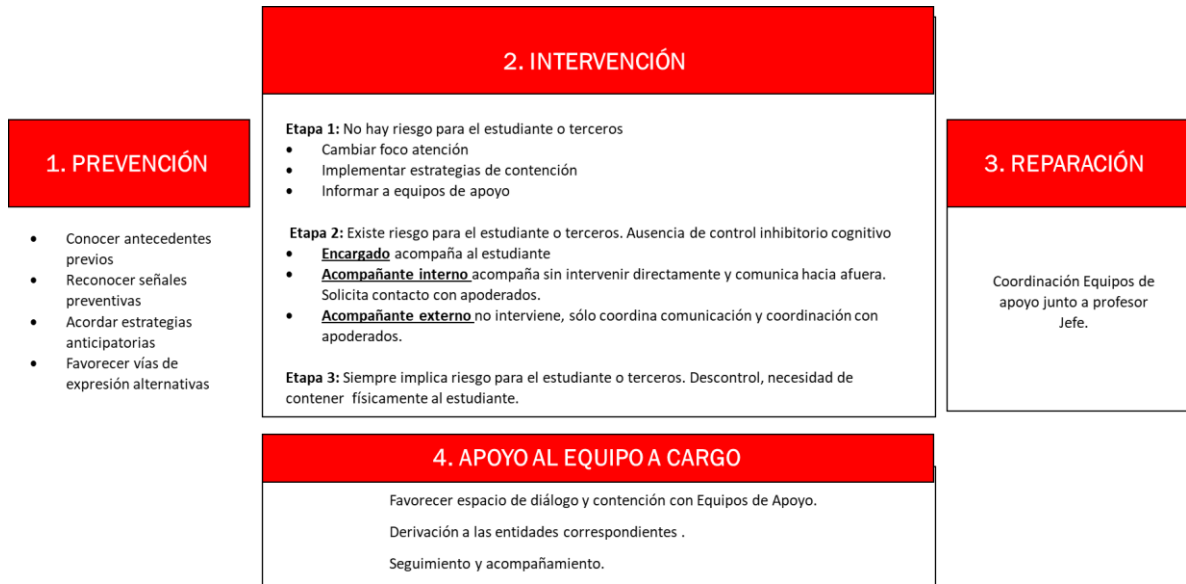 1. PREVENCIÓN
• Conocer antecedentes
previos
• Reconocer señales
preventivas
• Acordar estrategias
anticipatorias
• Favorecer vías de
expresión alternativas
2. INTERVENCIÓN
Etapa 1: No hay riesgo para el estudiante o terceros
• Cambiar foco atención
• Implementar estrategias de contención
• Informar a equipos de apoyo
Etapa 2: Existe riesgo para el estudiante o terceros. Ausencia de control inhibitorio cognitivo
• Encargado acompaña al estudiante
• Acompañante interno acompaña sin intervenir directamente y comunica hacia afuera.
Solicita contacto con apoderados.
• Acompañante externo no interviene, sólo coordina comunicación y coordinación con
apoderados.
Etapa 3: Siempre implica riesgo para el estudiante o terceros. Descontrol, necesidad de
contener físicamente al estudiante.
3. REPARACIÓN
Coordinación Equipos de
apoyo junto a profesor
Jefe.
4. APOYO AL EQUIPO A CARGO
Favorecer espacio de diálogo y contención con Equipos de Apoyo.
Derivación a las entidades correspondientes .
Seguimiento y acompañamiento.